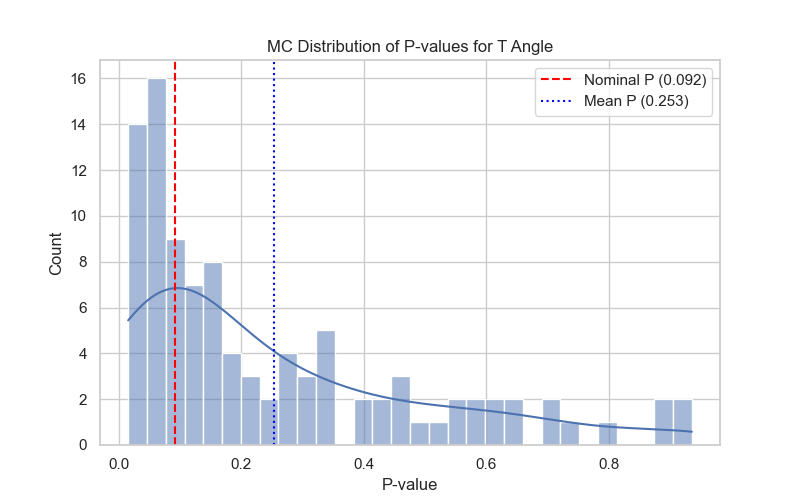 MC Distribution of P-values for T Angle
Nominal P (0.092)
Mean P (0.253)
16
14
12
10
8
6
4
2
0
Count
0.0
0.2
0.4
0.6
0.8
P-value